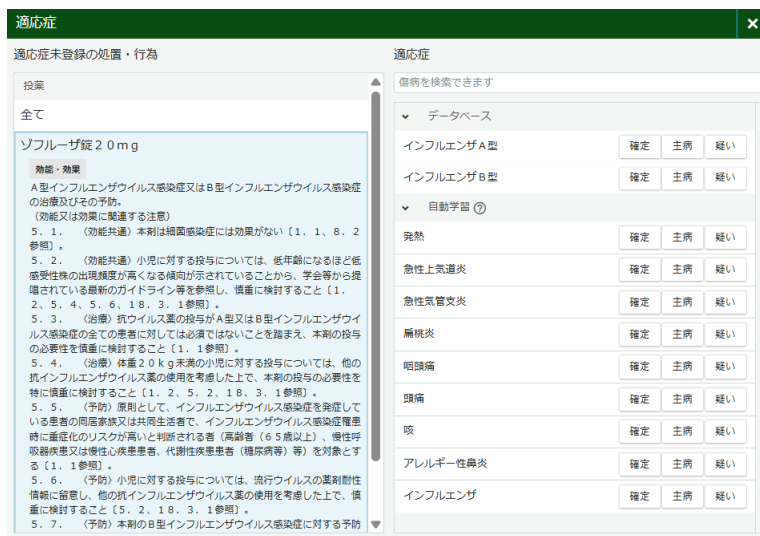 適応症
適応症未登録の処置・行為
投薬
全て
ゾフルーザ錠20mg
効能・効果
A型インフルエンザウイルス感染症又はB型インフルエンザウイルス感染症
の治療及びその予防。
(効能又は効果に関連する注意)
5.1. 〈効能共通〉本剤は細菌感染症には効果がない〔1.1、8.2
参照〕。
5.2. 〈効能共通〉小児に対する投与については、低年齢になるほど低
感受性株の出現頻度が高くなる傾向が示されていることから、学会等から提
唱されている最新のガイドライン等を参照し、慎重に検討すること〔1.
2、5.4、5.6、18.3.1参照〕。
5.3. 〈治療〉抗ウイルス薬の投与がA型又はB型インフルエンザウイ
ルス感染症の全ての患者に対しては必須ではないことを踏まえ、本剤の投与
の必要性を慎重に検討すること〔1.1参照〕。
5.4. 〈治療〉体重20kg未満の小児に対する投与については、他の
抗インフルエンザウイルス薬の使用を考慮した上で、本剤の投与の必要性を
特に慎重に検討すること〔1.2、5.2、18.3.1参照〕。
5.5. 〈予防〉原則として、インフルエンザウイルス感染症を発症して
いる患者の同居家族又は共同生活者で、インフルエンザウイルス感染症罹患
時に重症化のリスクが高いと判断される者(高齢者(65歳以上)、慢性呼
吸器疾患又は慢性心疾患患者、代謝性疾患患者(糖尿病等)等)を対象とす
る〔1.1参照〕。
5.6. 〈予防〉小児に対する投与については、流行ウイルスの薬剤耐性
情報に留意し、他の抗インフルエンザウイルス薬の使用を考慮した上で、慎
重に検討すること〔5.2、18.3.1参照〕。
5.7. 〈予防〉本剤のB型インフルエンザウイルス感染症に対する予防
適応症
傷病を検索できます
データベース
インフルエンザA型 確定 主病 疑い
インフルエンザB型 確定 主病 疑い
自動学習 ?
発熱 確定 主病 疑い
急性上気道炎 確定 主病 疑い
急性気管支炎 確定 主病 疑い
扁桃炎 確定 主病 疑い
咽頭痛 確定 主病 疑い
頭痛 確定 主病 疑い
咳 確定 主病 疑い
アレルギー性鼻炎 確定 主病 疑い
インフルエンザ 確定 主病 疑い